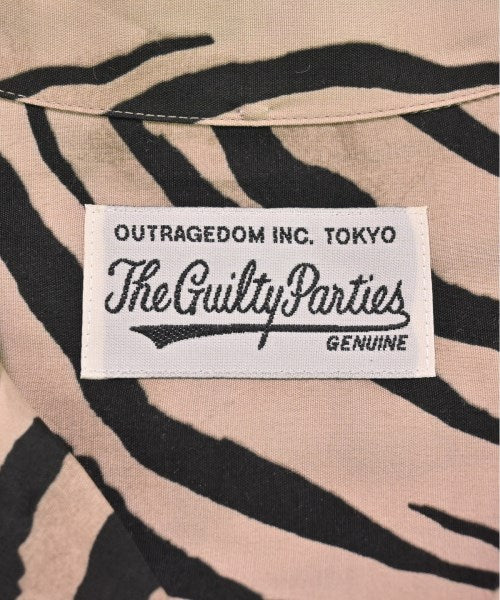 OUTRAGEDOM INC. TOKYO
The Guilty Parties
GENUINE